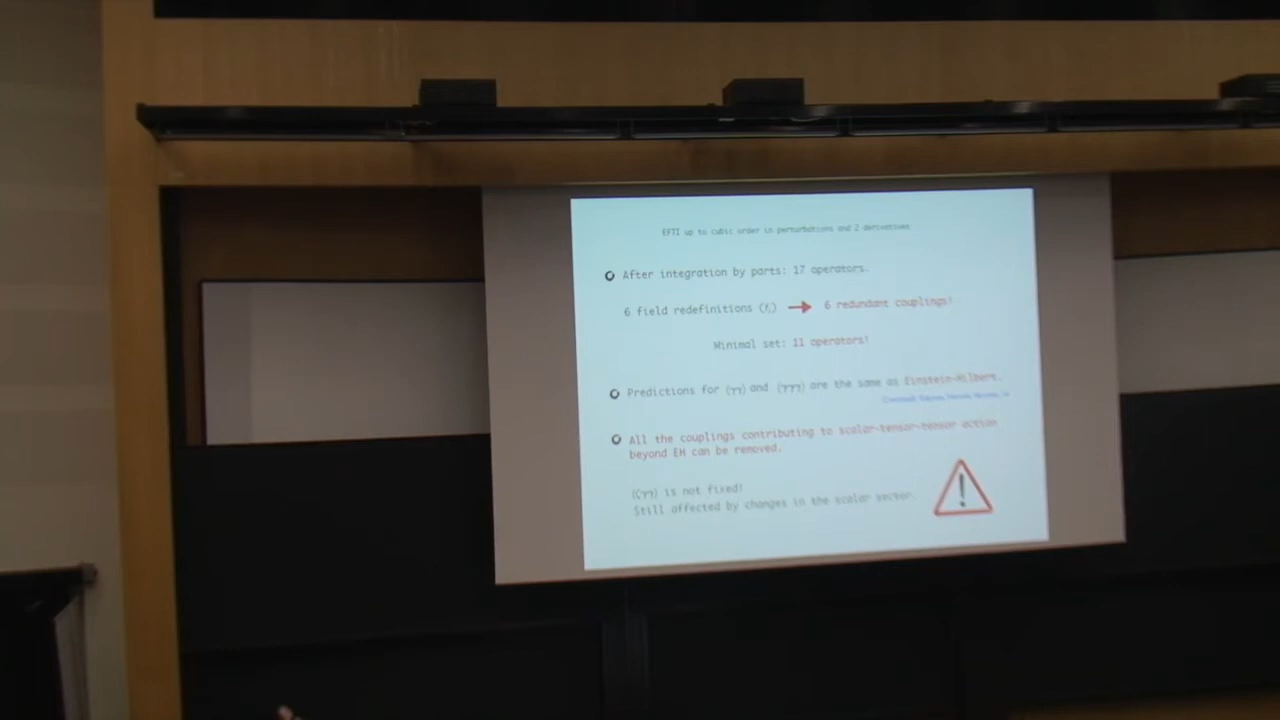 EFTI up to cubic order in perturbations and 2 derivatives
After integration by parts: 17 operators.
6 field redefinitions (fᵢ) → 6 redundant couplings!
Minimal set: 11 operators!
Predictions for ⟨γγ⟩ and ⟨γγγ⟩ are the same as Einstein-Hilbert.
All the couplings contributing to scalar-tensor-tensor action
beyond EH can be removed.
⟨ζγγ⟩ is not fixed!
Still affected by changes in the scalar sector.